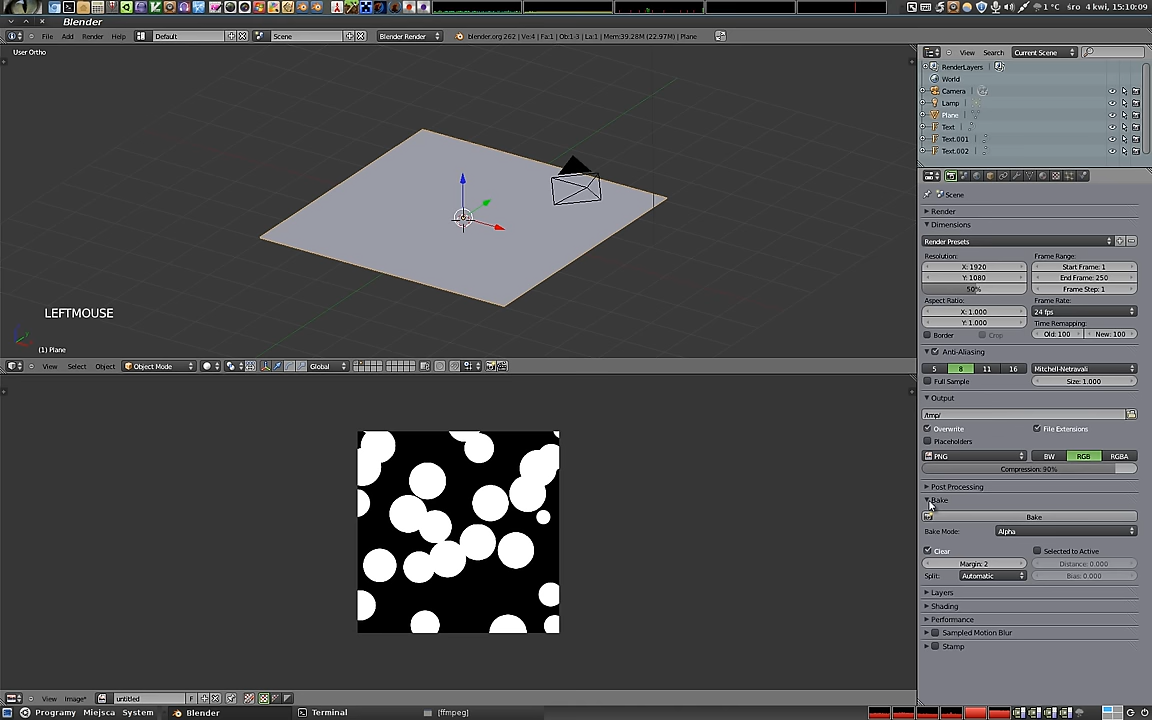 1 °C śro 4 kwi, 15:10:09
Blender
File Add Render Help Default Scene Blender Render blender.org 262 | Ve:4 | Fa:1 | Ob:1-3 | La:1 | Mem:39.28M (22.97M) | Plane
View Search Current Scene
User Ortho
RenderLayers
World
Camera
Lamp
Plane
Text
Text.001
Text.002
Scene
Render
Dimensions
Render Presets
Resolution: Frame Range:
X: 1920 Start Frame: 1
Y: 1080 End Frame: 250
50% Frame Step: 1
Aspect Ratio: Frame Rate:
X: 1.000 24 fps
Y: 1.000 Time Remapping:
Border Crop Old: 100 New: 100
Anti-Aliasing
5 8 11 16 Mitchell-Netravali
Full Sample Size: 1.000
Output
/tmp/
Overwrite File Extensions
Placeholders
PNG BW RGB RGBA
Compression: 90%
Post Processing
Bake
Bake
Bake Mode: Alpha
Clear Selected to Active
Margin: 2 Distance: 0.000
Split: Automatic Bias: 0.000
Layers
Shading
Performance
Sampled Motion Blur
Stamp
LEFTMOUSE
(1) Plane
View Select Object Object Mode Global
View Image* untitled F
Programy Miejsca System Blender Terminal [ffmpeg]